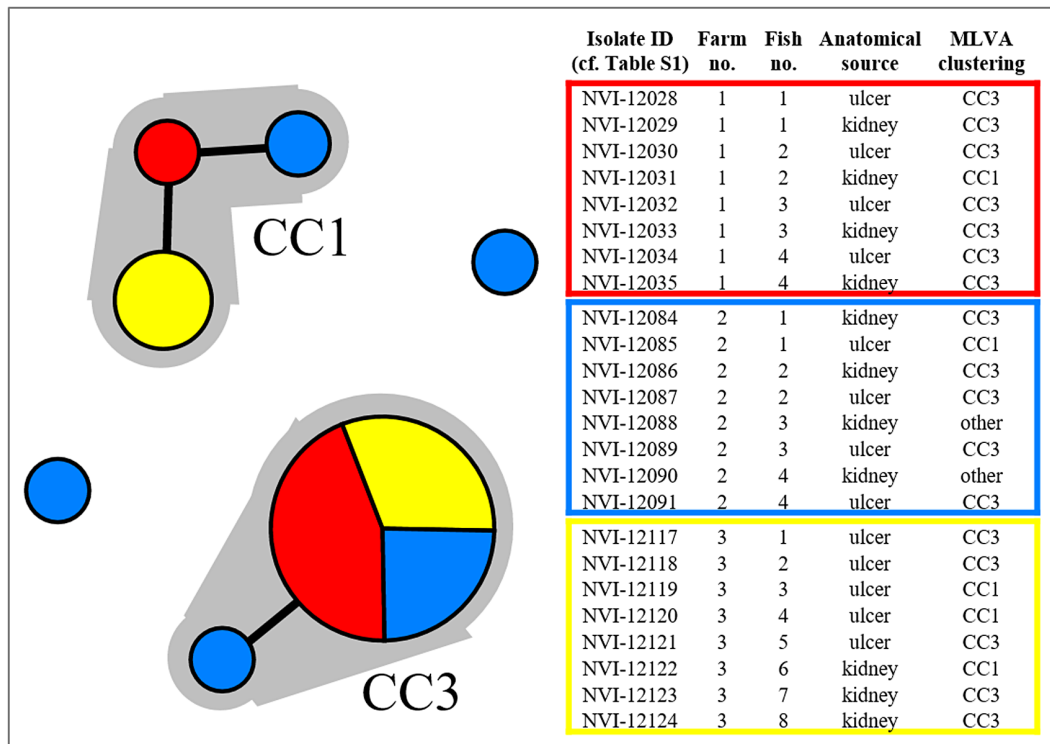 Isolate ID Farm Fish Anatomical MLVA
(cf. Table S1) no. no. source clustering
NVI-12028 1 1 ulcer CC3
NVI-12029 1 1 kidney CC3
NVI-12030 1 2 ulcer CC3
NVI-12031 1 2 kidney CC1
NVI-12032 1 3 ulcer CC3
NVI-12033 1 3 kidney CC3
NVI-12034 1 4 ulcer CC3
NVI-12035 1 4 kidney CC3
NVI-12084 2 1 kidney CC3
NVI-12085 2 1 ulcer CC1
NVI-12086 2 2 kidney CC3
NVI-12087 2 2 ulcer CC3
NVI-12088 2 3 kidney other
NVI-12089 2 3 ulcer CC3
NVI-12090 2 4 kidney other
NVI-12091 2 4 ulcer CC3
NVI-12117 3 1 ulcer CC3
NVI-12118 3 2 ulcer CC3
NVI-12119 3 3 ulcer CC1
NVI-12120 3 4 ulcer CC1
NVI-12121 3 5 ulcer CC3
NVI-12122 3 6 kidney CC1
NVI-12123 3 7 kidney CC3
NVI-12124 3 8 kidney CC3
CC1
CC3